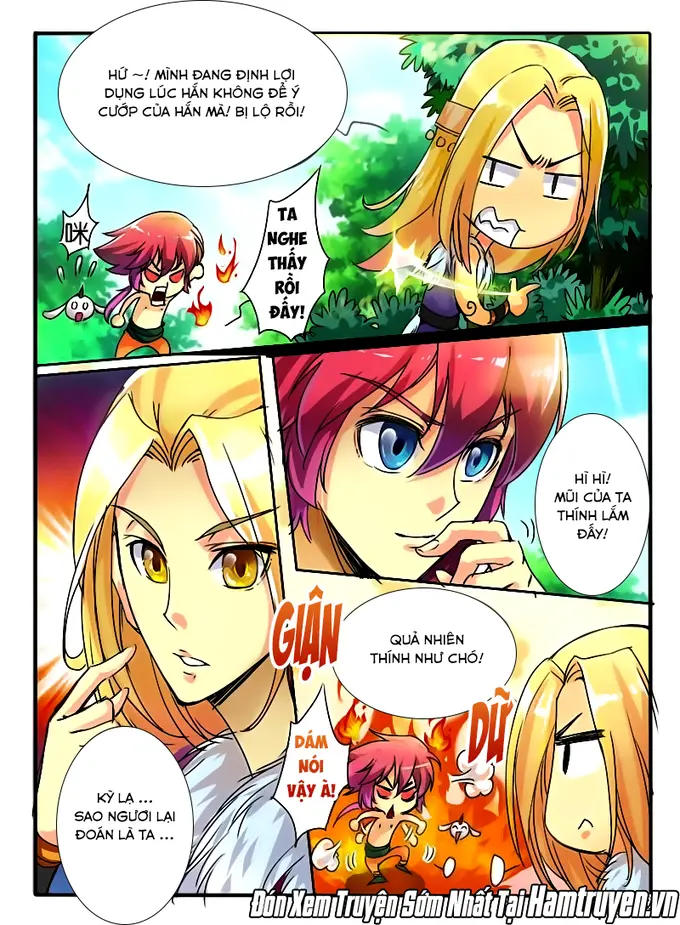 HỨ ~! MÌNH ĐANG ĐỊNH LỢI
DỤNG LÚC HẮN KHÔNG ĐỂ Ý
CƯỚP CỦA HẮN MÀ! BỊ LỘ RỒI!
咪
TA
NGHE
THẤY
RỒI
ĐẤY!
HÌ HÌ!
MŨI CỦA TA
THÍNH LẮM
ĐẤY!
KỲ LẠ ...
SAO NGƯƠI LẠI
ĐOÁN LÀ TA ...
QUẢ NHIÊN
THÍNH NHƯ CHÓ!
GIẬN
DỮ
DÁM
NÓI
VẬY À!
Đón Xem Truyện Sớm Nhất Tại Hamtruyen.vn